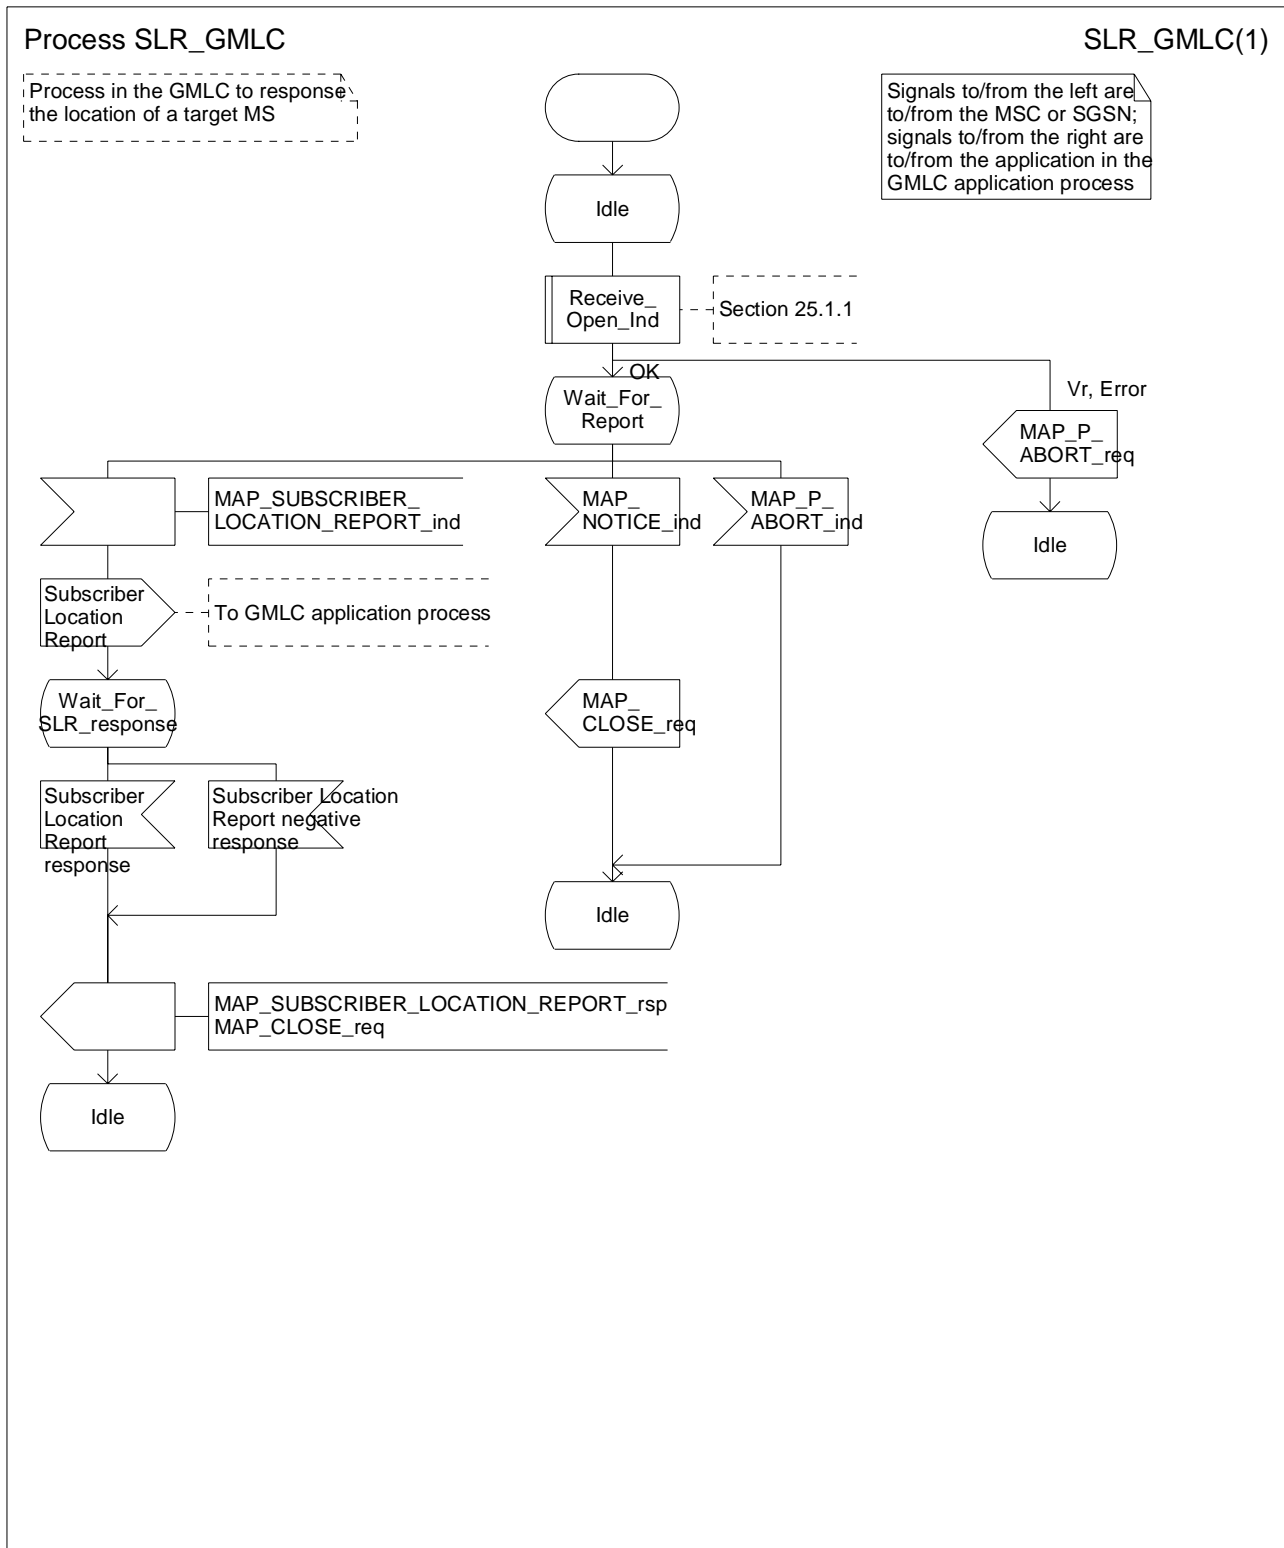 Process SLR_GMLC
SLR_GMLC(1)
Process in the GMLC to response
the location of a target MS
Signals to/from the left are
to/from the MSC or SGSN;
signals to/from the right are
to/from the application in the
GMLC application process
Idle
Receive_
Open_Ind
Section 25.1.1
OK
Vr, Error
Wait_For_
Report
MAP_P_
ABORT_req
Idle
MAP_SUBSCRIBER_
LOCATION_REPORT_ind
MAP_
NOTICE_ind
MAP_P_
ABORT_ind
Subscriber
Location
Report
To GMLC application process
Wait_For_
SLR_response
MAP_
CLOSE_req
Subscriber
Location
Report
response
Subscriber Location
Report negative
response
Idle
MAP_SUBSCRIBER_LOCATION_REPORT_rsp
MAP_CLOSE_req
Idle